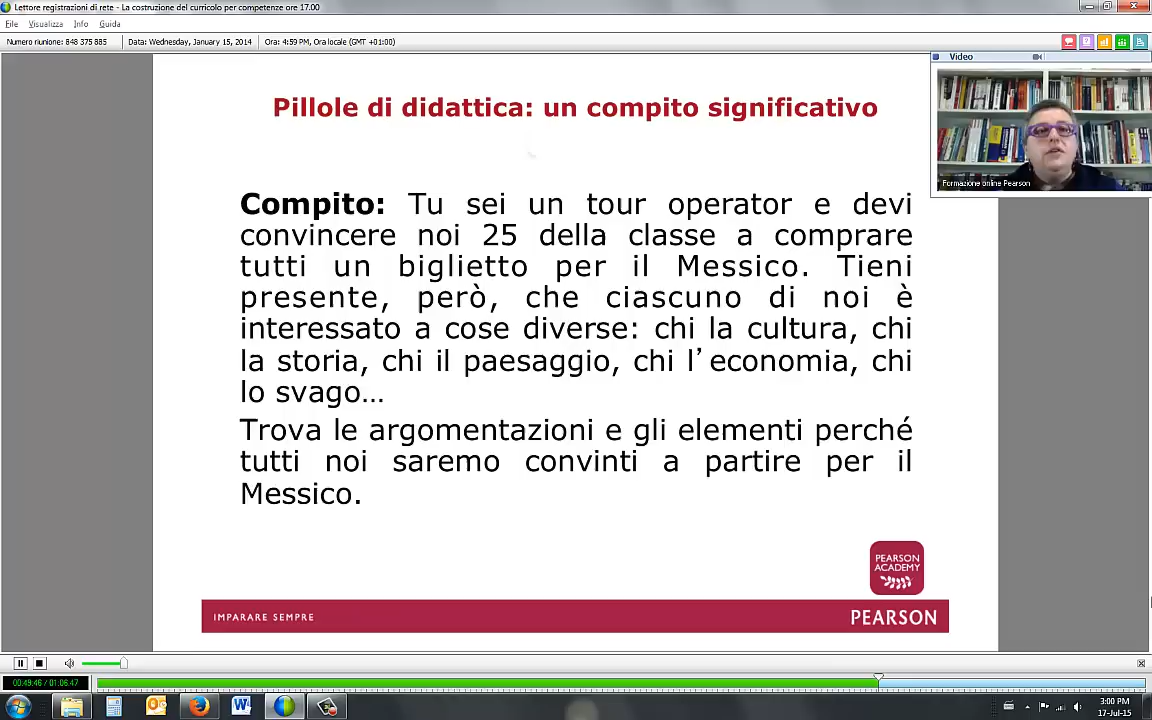 Lettore registrazioni di rete - La costruzione del curricolo per competenze ore 17.00
File Visualizza Info Guida
Numero riunione: 848 375 885 Data: Wednesday, January 15, 2014 Ora: 4:59 PM, Ora locale (GMT +01:00)
Video
Formazione online Pearson
Pillole di didattica: un compito significativo
Compito: Tu sei un tour operator e devi
convincere noi 25 della classe a comprare
tutti un biglietto per il Messico. Tieni
presente, però, che ciascuno di noi è
interessato a cose diverse: chi la cultura, chi
la storia, chi il paesaggio, chi l’economia, chi
lo svago…
Trova le argomentazioni e gli elementi perché
tutti noi saremo convinti a partire per il
Messico.
PEARSON
ACADEMY
IMPARARE SEMPRE
PEARSON
00:49:46 / 01:06:47
3:00 PM
17-Jul-15